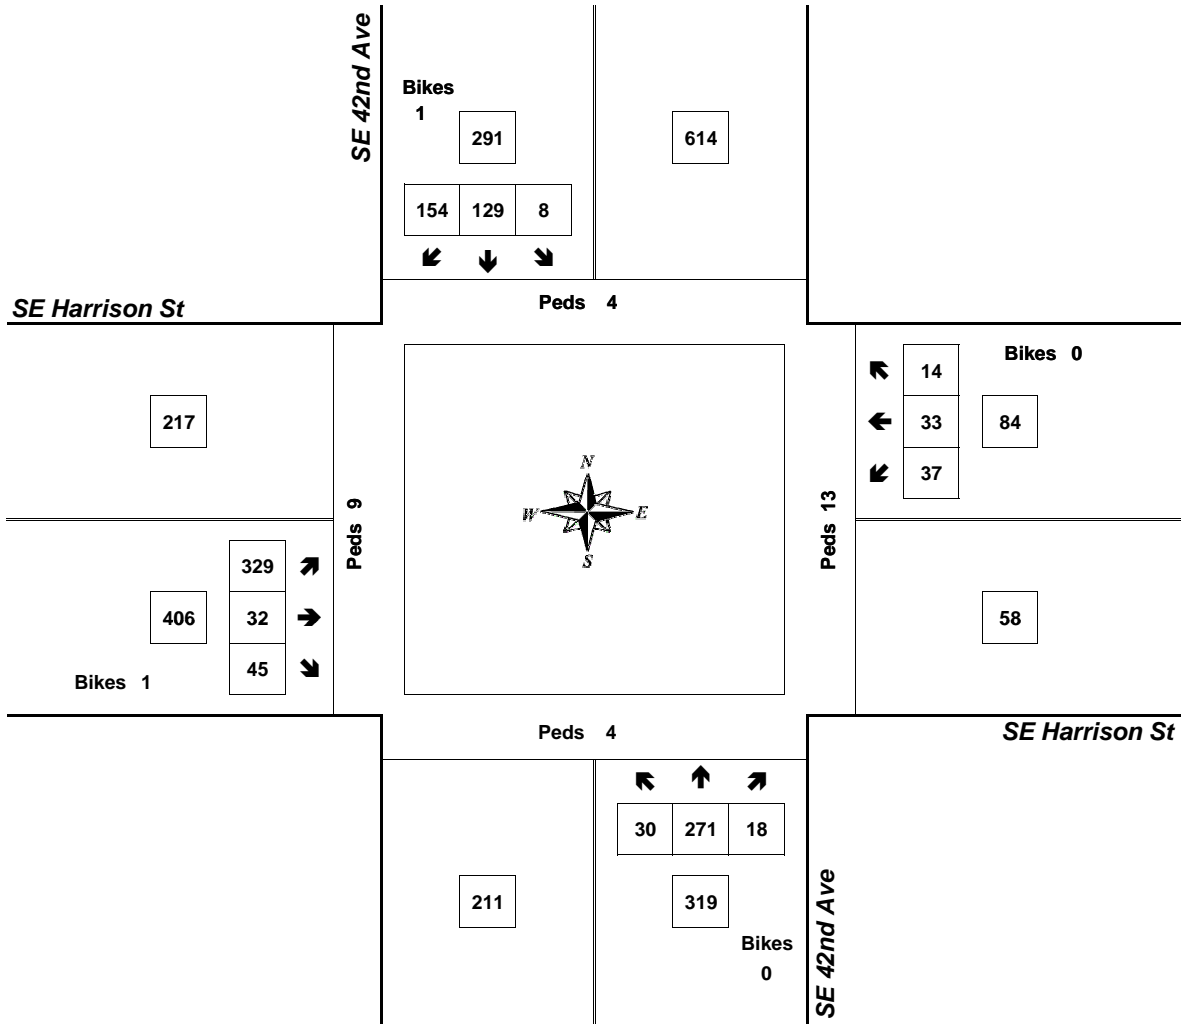 SE 42nd Ave
Bikes
1
291
614
154 129 8
Peds 4
SE Harrison St
Bikes 0
14
33
37
84
217
N
W E
S
Peds 9
Peds 13
329
32
45
406
58
Bikes 1
Peds 4
SE Harrison St
30 271 18
211
319
Bikes
0
SE 42nd Ave